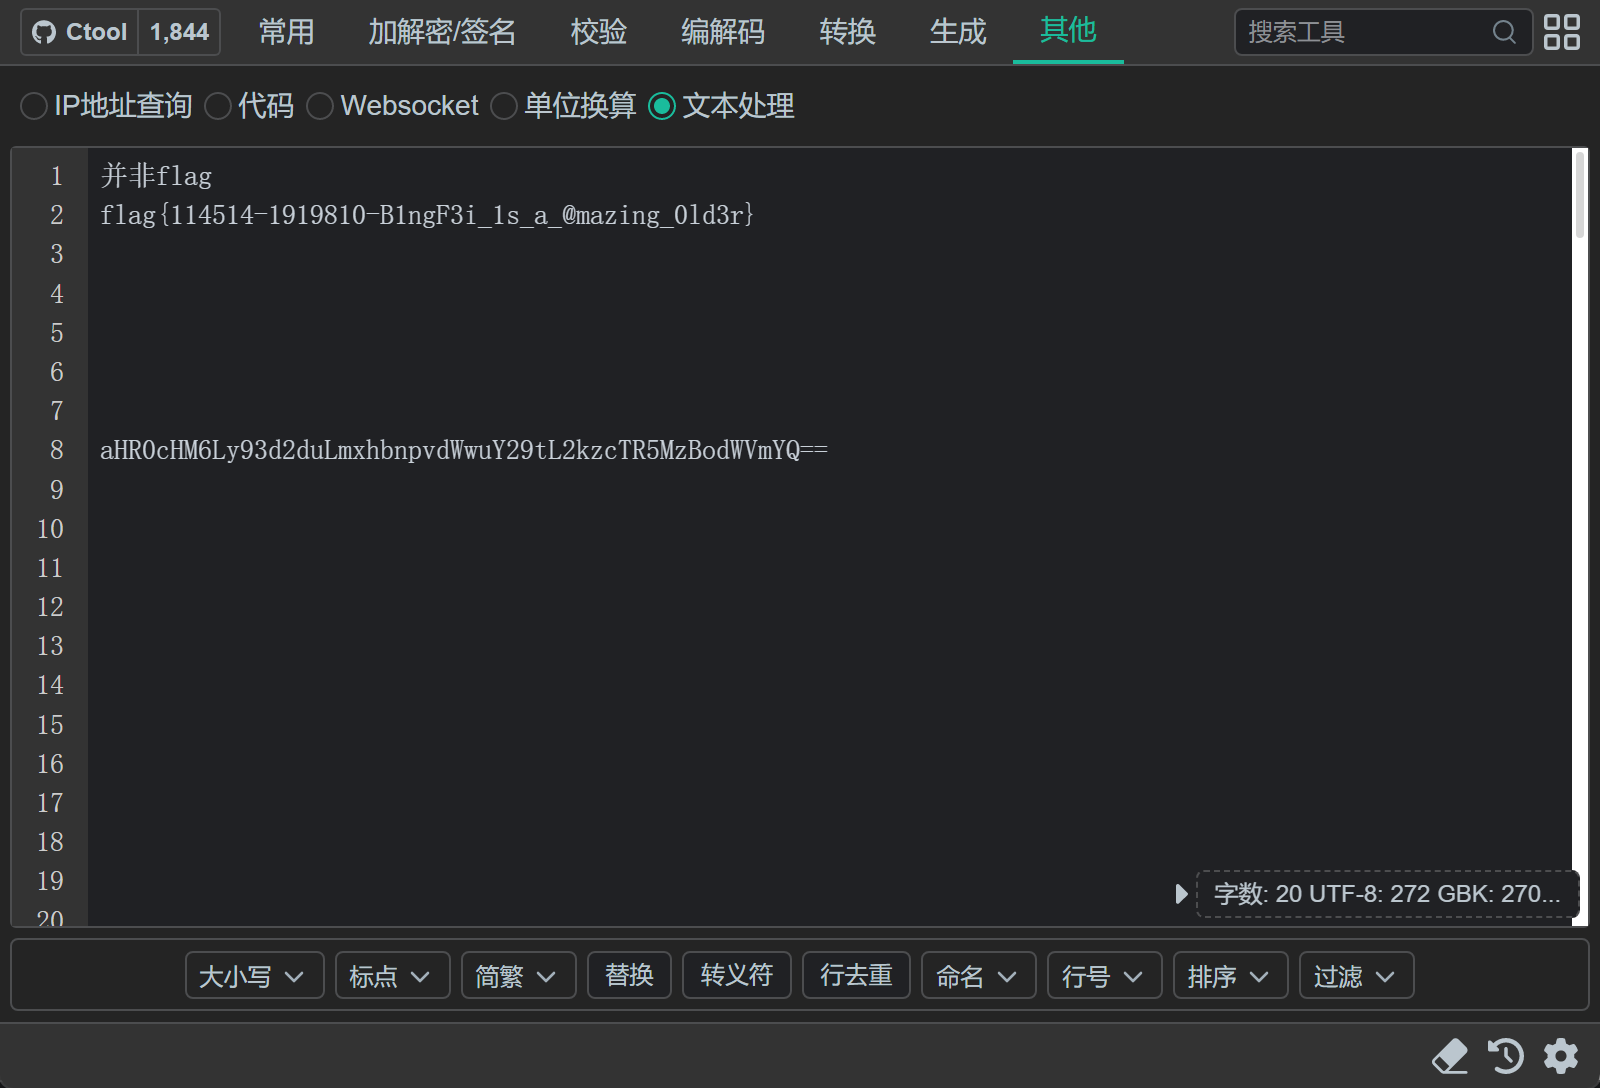 Ctool 1,844 常用 加解密/签名 校验 编解码 转换 生成 其他 搜索工具
IP地址查询 代码 Websocket 单位换算 文本处理
1 并非flag
2 flag{114514-1919810-B1ngF3i_1s_a_@mazing_0ld3r}
3
4
5
6
7
8 aHR0cHM6Ly93d2duLmxhbnpvdWwuY29tL2kzcTR5MzBodWVmYQ==
9
10
11
12
13
14
15
16
17
18
19
20
字数: 20 UTF-8: 272 GBK: 270...
大小写 标点 简繁 替换 转义符 行去重 命名 行号 排序 过滤